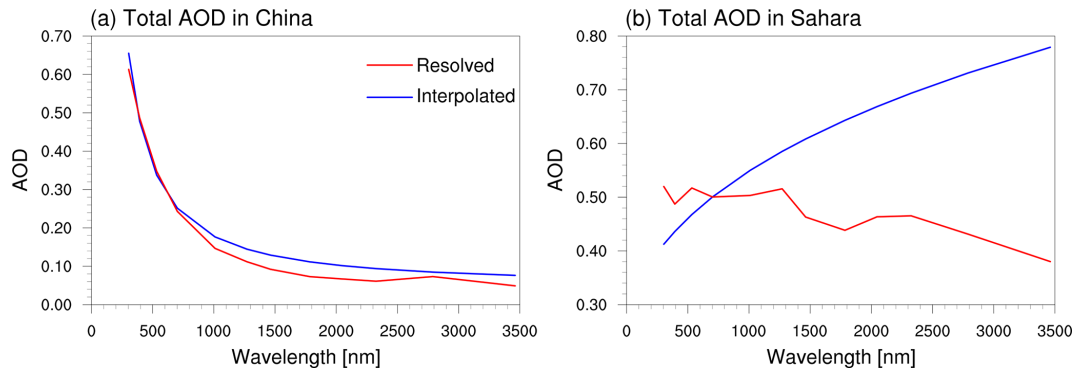 (a) Total AOD in China
0.70
0.60
0.50
0.40
0.30
0.20
0.10
0.00
AOD
Resolved
Interpolated
0 500 1000 1500 2000 2500 3000 3500
Wavelength [nm]
(b) Total AOD in Sahara
0.80
0.70
0.60
0.50
0.40
0.30
AOD
0 500 1000 1500 2000 2500 3000 3500
Wavelength [nm]